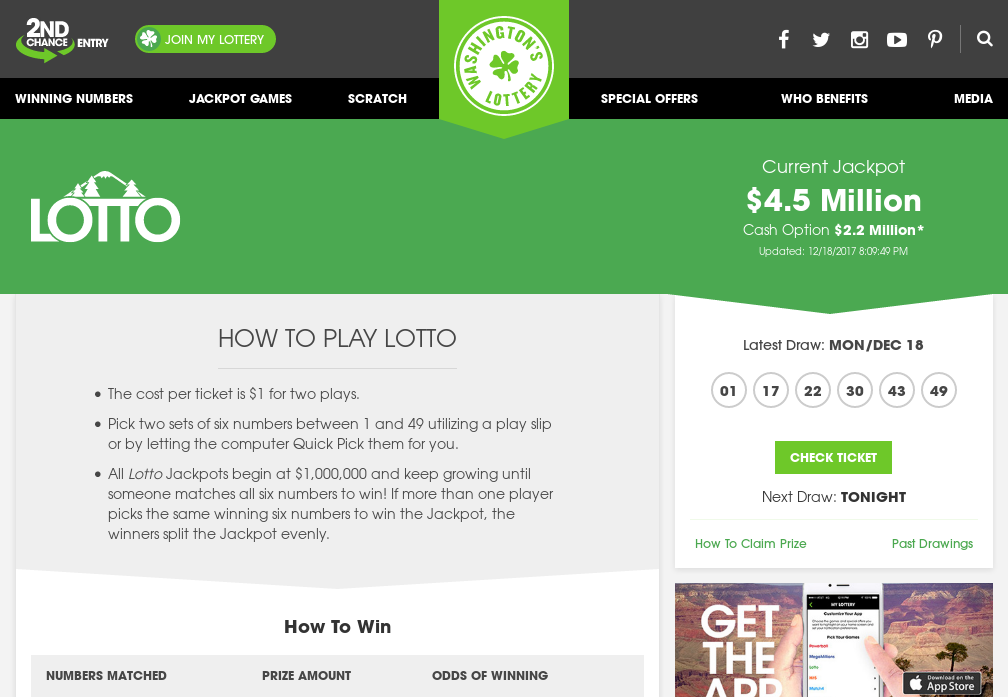 2ND
CHANCE ENTRY
JOIN MY LOTTERY
WASHINGTON'S
LOTTERY
WINNING NUMBERS
JACKPOT GAMES
SCRATCH
SPECIAL OFFERS
WHO BENEFITS
MEDIA
LOTTO
Current Jackpot
$4.5 Million
Cash Option $2.2 Million*
Updated: 12/18/2017 8:09:49 PM
HOW TO PLAY LOTTO
• The cost per ticket is $1 for two plays.
• Pick two sets of six numbers between 1 and 49 utilizing a play slip
or by letting the computer Quick Pick them for you.
• All Lotto Jackpots begin at $1,000,000 and keep growing until
someone matches all six numbers to win! If more than one player
picks the same winning six numbers to win the Jackpot, the
winners split the Jackpot evenly.
How To Win
NUMBERS MATCHED
PRIZE AMOUNT
ODDS OF WINNING
Latest Draw: MON/DEC 18
01 17 22 30 43 49
CHECK TICKET
Next Draw: TONIGHT
How To Claim Prize
Past Drawings
GET
THE
APP
MY LOTTERY
Customize Your App
Pick Your Games
Powerball
MegaMillions
Lotto
Hit5
Match4
Download on the
App Store